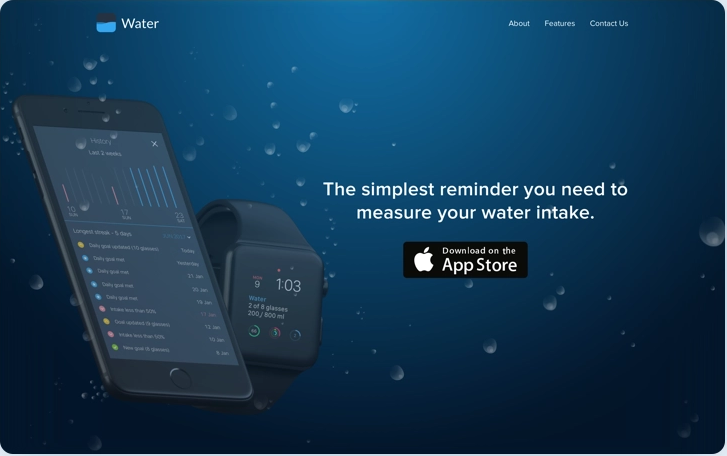 Water
About
Features
Contact Us
The simplest reminder you need to
measure your water intake.
Download on the
App Store
History
Last 2 weeks
17
23
Longest streak - 5 days
Daily goal updated (10 glasses)
Today
Daily goal met
Yesterday
Daily goal met
21 Jan
Daily goal met
20 Jan
Daily goal met
19 Jan
Intake less than 50%
17 Jan
Goal updated (9 glasses)
Intake less than 50%
10 Jan
New goal (8 glasses)
8 Jan
9
1:03
Water
2 of 8 glasses
200 / 800 ml